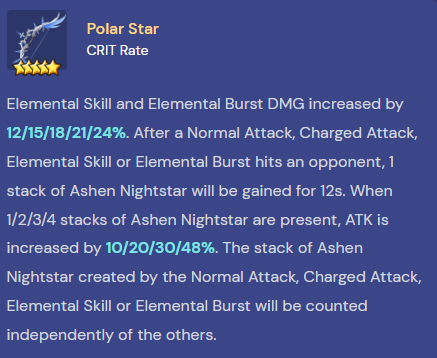 Polar Star
CRIT Rate
Elemental Skill and Elemental Burst DMG increased by
12/15/18/21/24%. After a Normal Attack, Charged Attack,
Elemental Skill or Elemental Burst hits an opponent, 1
stack of Ashen Nightstar will be gained for 12s. When
1/2/3/4 stacks of Ashen Nightstar are present, ATK is
increased by 10/20/30/48%. The stack of Ashen
Nightstar created by the Normal Attack, Charged Attack,
Elemental Skill or Elemental Burst will be counted
independently of the others.